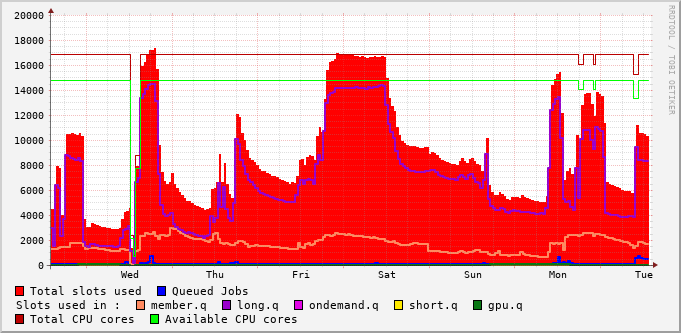 20000
18000
16000
14000
12000
10000
8000
6000
4000
2000
0
Wed Thu Fri Sat Sun Mon Tue
RRDTOOL / TOBI OETIKER
Total slots used Queued Jobs
Slots used in : member.q long.q ondemand.q short.q gpu.q
Total CPU cores Available CPU cores